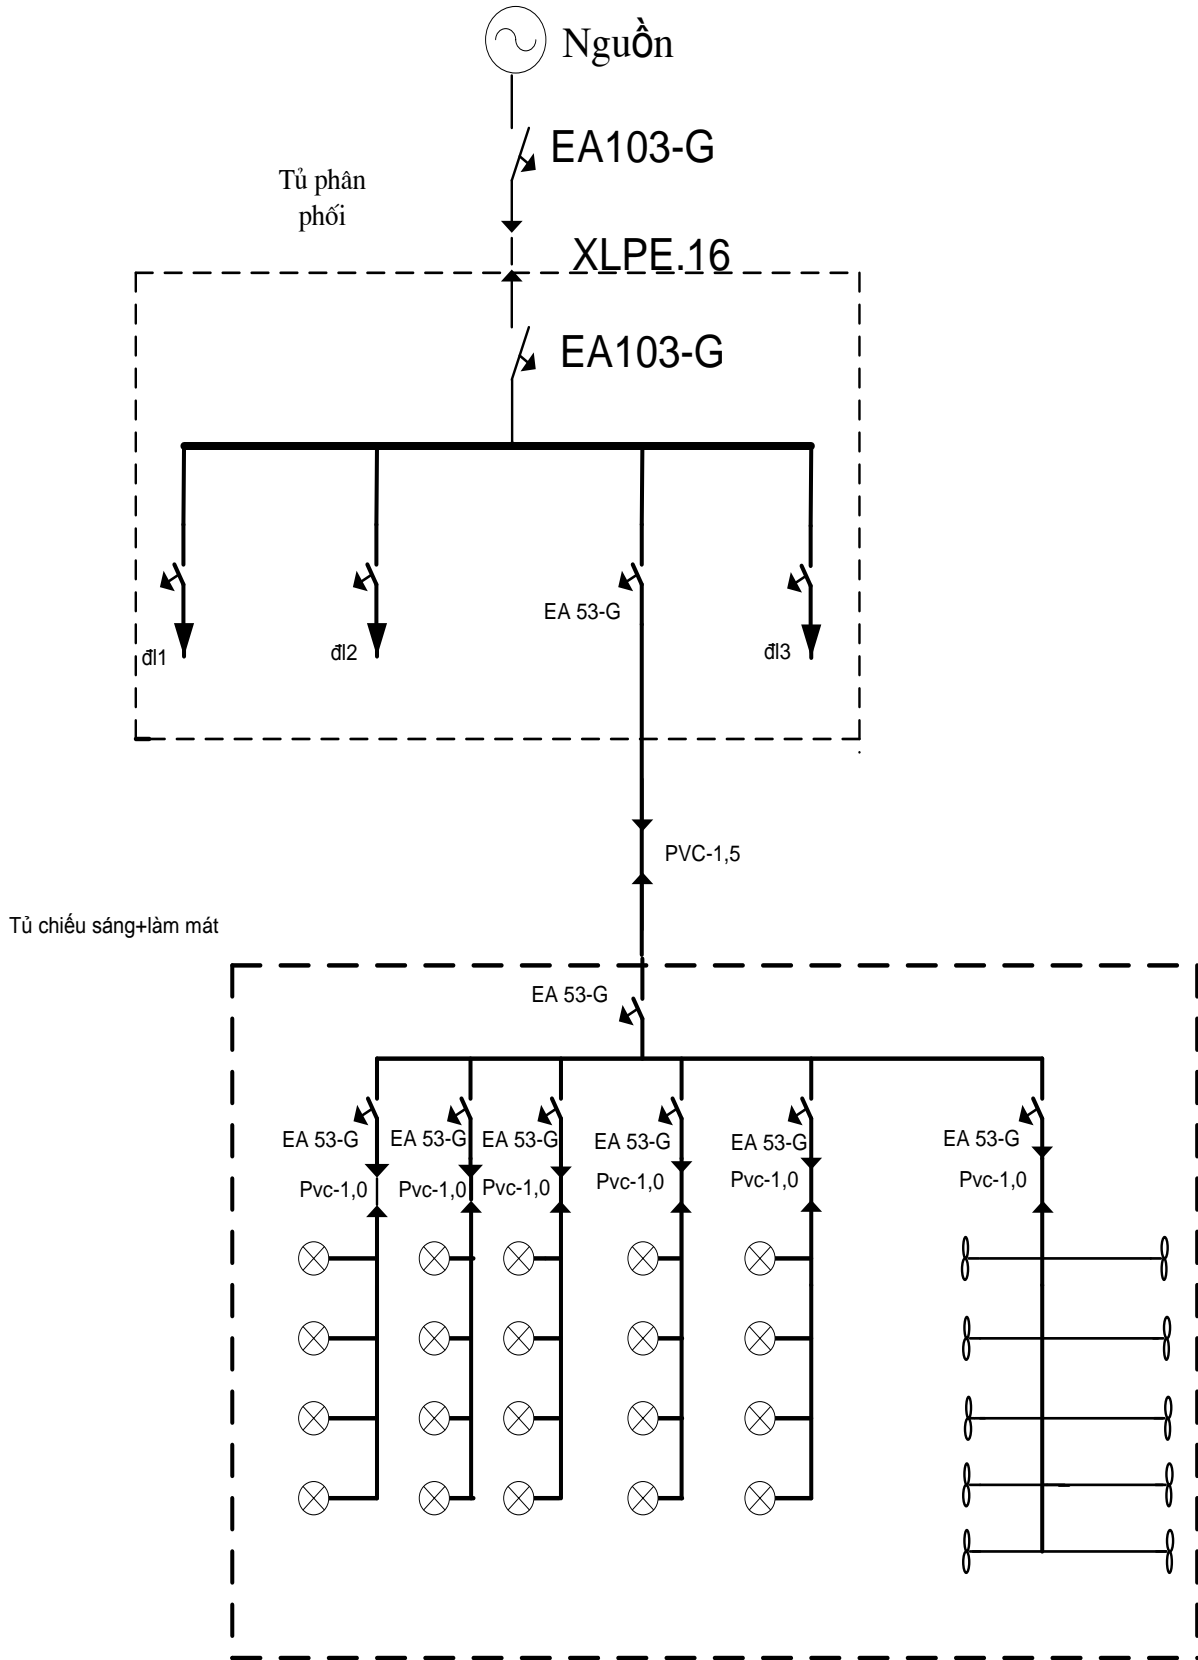 Nguồn
EA103-G
Tủ phân
phối
XLPE.16
EA103-G
EA 53-G
đl1
đl2
đl3
PVC-1,5
Tủ chiếu sáng+làm mát
EA 53-G
EA 53-G
EA 53-G
EA 53-G
EA 53-G
EA 53-G
EA 53-G
Pvc-1,0
Pvc-1,0
Pvc-1,0
Pvc-1,0
Pvc-1,0
Pvc-1,0